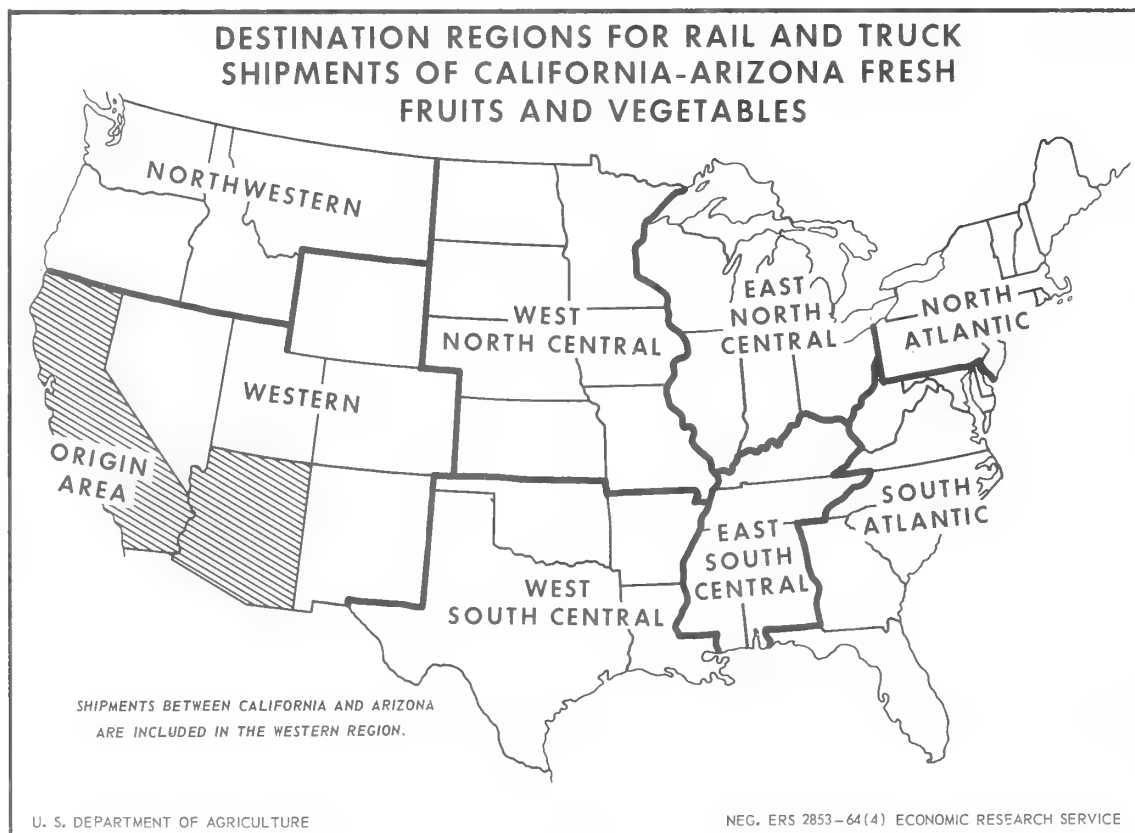 DESTINATION REGIONS FOR RAIL AND TRUCK
SHIPMENTS OF CALIFORNIA-ARIZONA FRESH
FRUITS AND VEGETABLES
NORTHWESTERN
WEST
NORTH CENTRAL
EAST
NORTH
CENTRAL
NORTH
ATLANTIC
WESTERN
ORIGIN
AREA
SOUTH
ATLANTIC
EAST
SOUTH
CENTRAL
WEST
SOUTH CENTRAL
SHIPMENTS BETWEEN CALIFORNIA AND ARIZONA
ARE INCLUDED IN THE WESTERN REGION.
U. S. DEPARTMENT OF AGRICULTURE
NEG. ERS 2853-64(4) ECONOMIC RESEARCH SERVICE